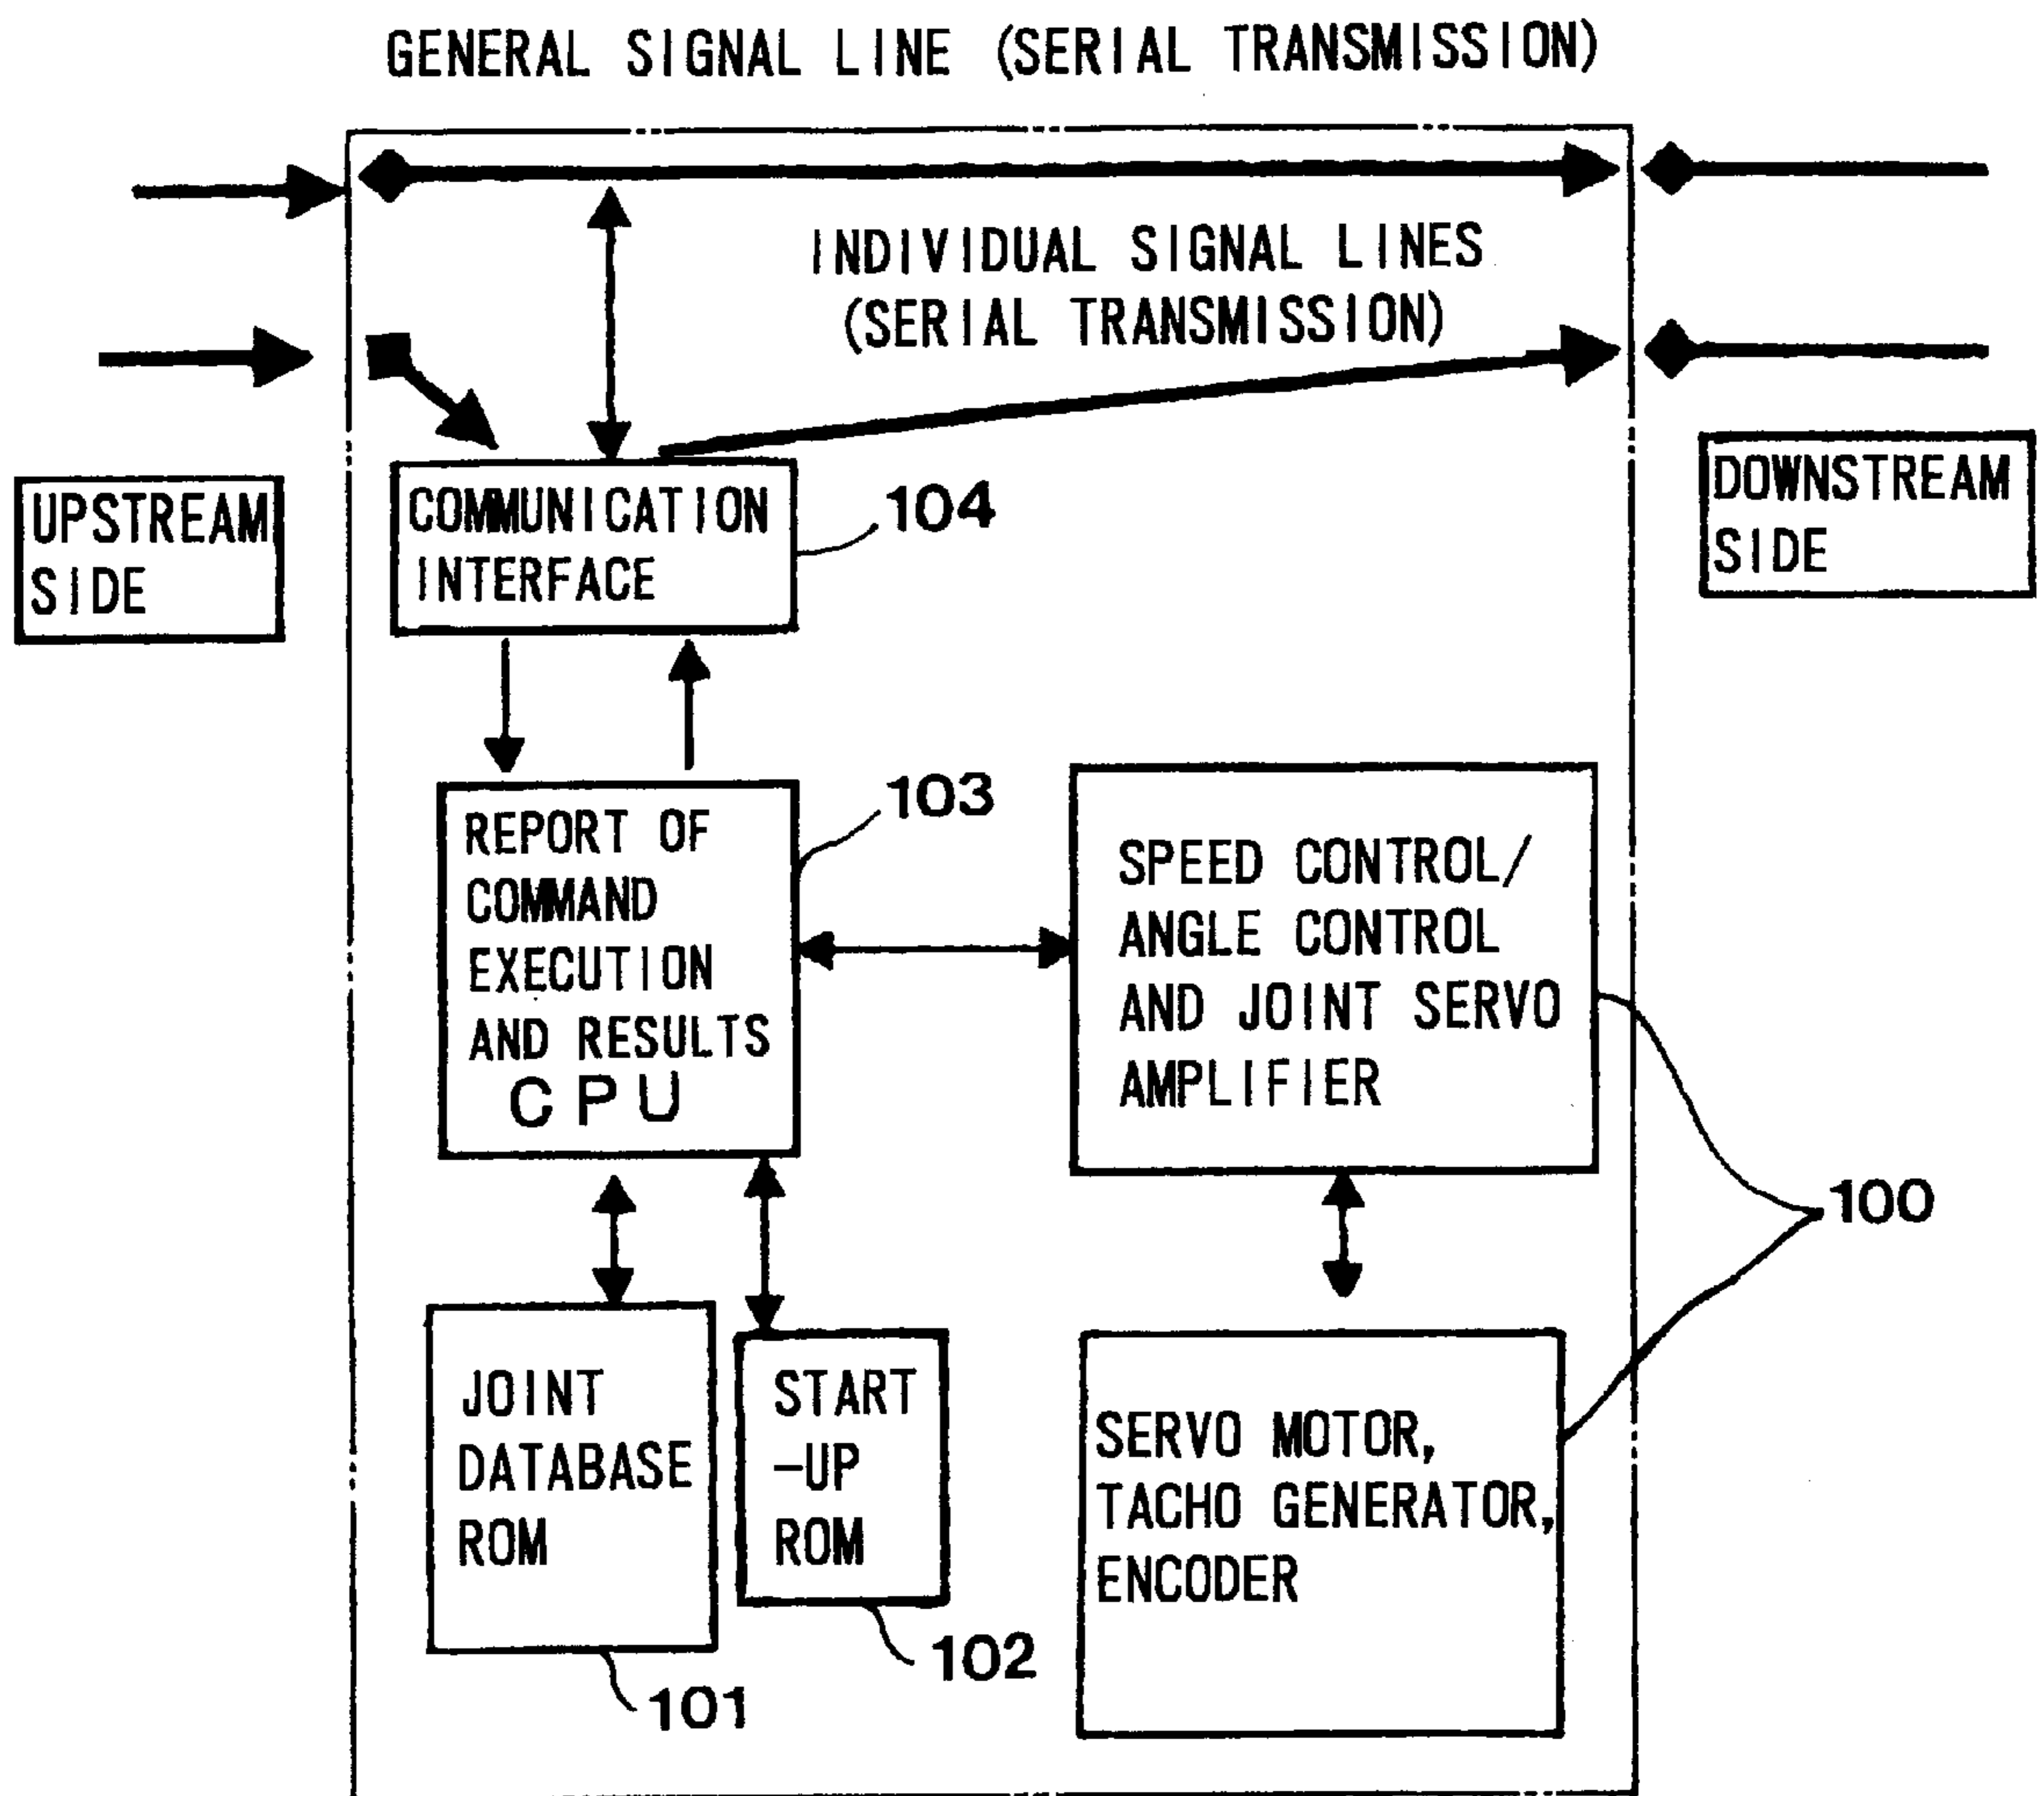 GENERAL SIGNAL LINE (SERIAL TRANSMISSION)
INDIVIDUAL SIGNAL LINES
(SERIAL TRANSMISSION)
UPSTREAM
SIDE
COMMUNICATION
INTERFACE
104
DOWNSTREAM
SIDE
REPORT OF
COMMAND
EXECUTION
AND RESULTS
CPU
103
SPEED CONTROL/
ANGLE CONTROL
AND JOINT SERVO
AMPLIFIER
100
JOINT
DATABASE
ROM
101
START
-UP
ROM
102
SERVO MOTOR,
TACHO GENERATOR,
ENCODER